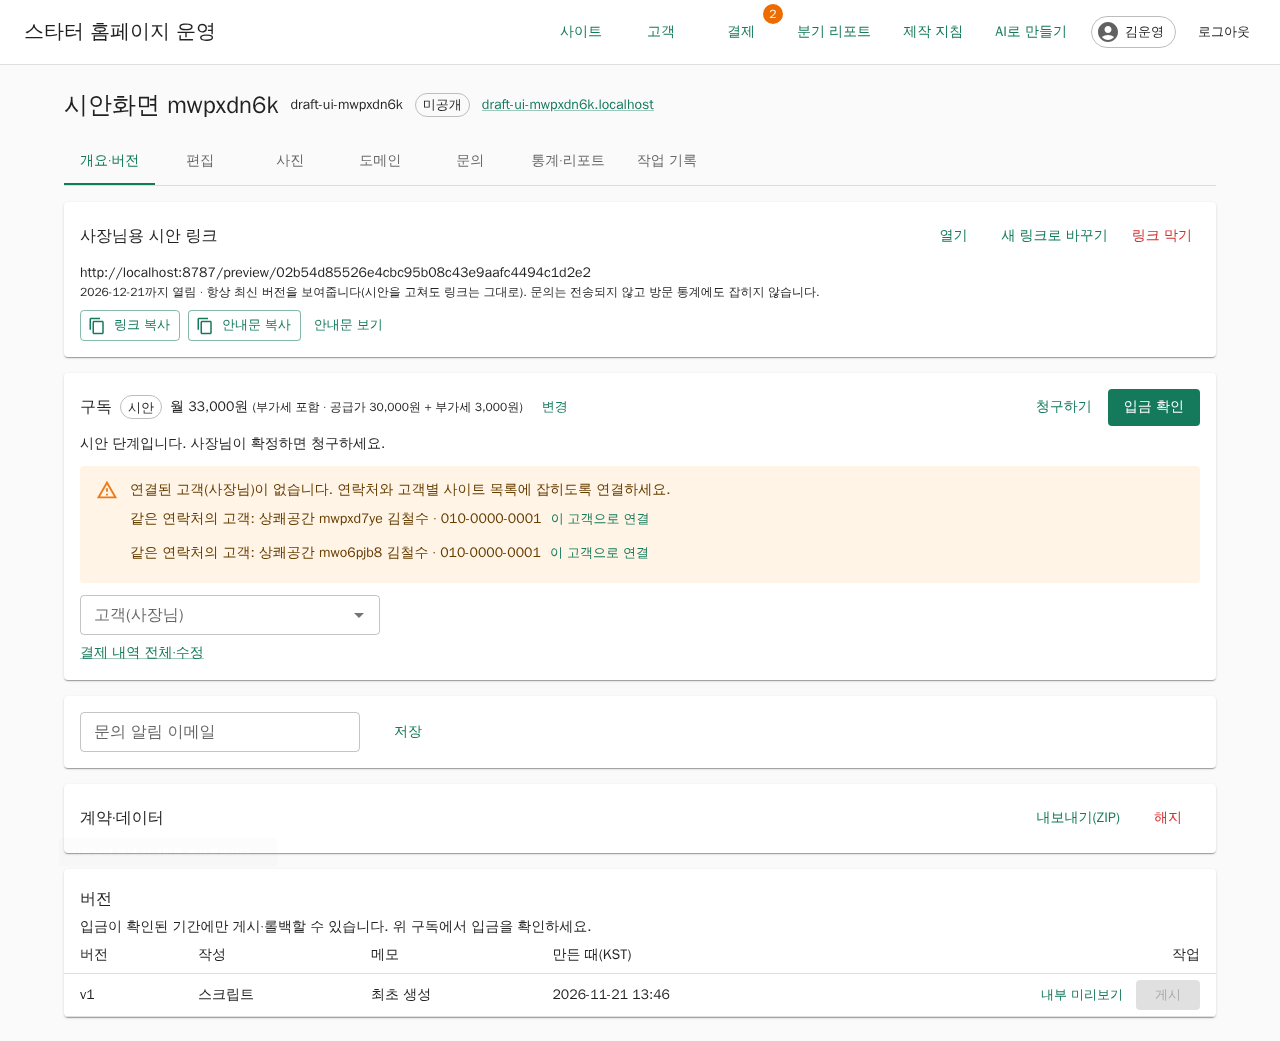 스타터 홈페이지 운영
사이트 고객 결제 2 분기 리포트 제작 지침 AI로 만들기 김운영 로그아웃
시안화면 mwpxdn6k draft-ui-mwpxdn6k 미공개 draft-ui-mwpxdn6k.localhost
개요·버전 편집 사진 도메인 문의 통계·리포트 작업 기록
사장님용 시안 링크 열기 새 링크로 바꾸기 링크 막기
http://localhost:8787/preview/02b54d85526e4cbc95b08c43e9aafc4494c1d2e2
2026-12-21까지 열림 · 항상 최신 버전을 보여줍니다(시안을 고쳐도 링크는 그대로). 문의는 전송되지 않고 방문 통계에도 잡히지 않습니다.
링크 복사 안내문 복사 안내문 보기
구독 시안 월 33,000원 (부가세 포함 · 공급가 30,000원 + 부가세 3,000원) 변경 청구하기 입금 확인
시안 단계입니다. 사장님이 확정하면 청구하세요.
연결된 고객(사장님)이 없습니다. 연락처와 고객별 사이트 목록에 잡히도록 연결하세요.
같은 연락처의 고객: 상쾌공간 mwpxd7ye 김철수 · 010-0000-0001 이 고객으로 연결
같은 연락처의 고객: 상쾌공간 mwo6pjb8 김철수 · 010-0000-0001 이 고객으로 연결
고객(사장님)
결제 내역 전체·수정
문의 알림 이메일 저장
계약·데이터 내보내기(ZIP) 해지
버전
입금이 확인된 기간에만 게시·롤백할 수 있습니다. 위 구독에서 입금을 확인하세요.
버전 작성 메모 만든 때(KST) 작업
v1 스크립트 최초 생성 2026-11-21 13:46 내부 미리보기 게시